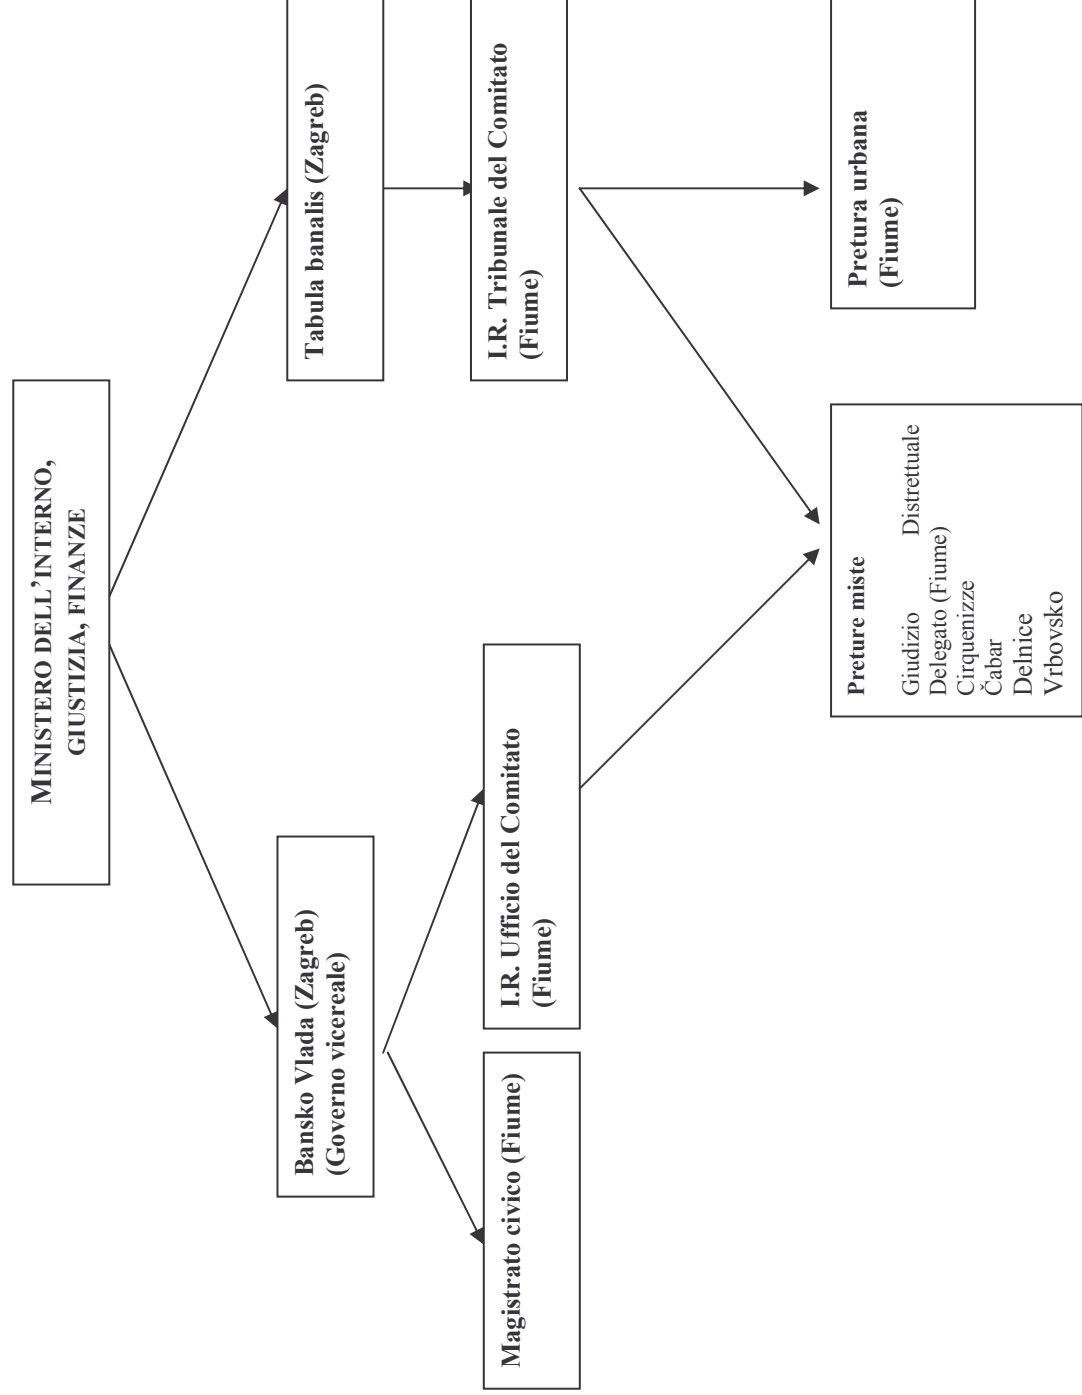 MINISTERO DELL’INTERNO,
GIUSTIZIA, FINANZE
Bansko Vlada (Zagreb)
(Governo vicereale)
Tabula banalis (Zagreb)
Magistrato civico (Fiume)
I.R. Ufficio del Comitato
(Fiume)
I.R. Tribunale del Comitato
(Fiume)
Preture miste
Giudizio Distrettuale
Delegato (Fiume)
Cirquenizze
Čabar
Delnice
Vrbovsko
Pretura urbana
(Fiume)